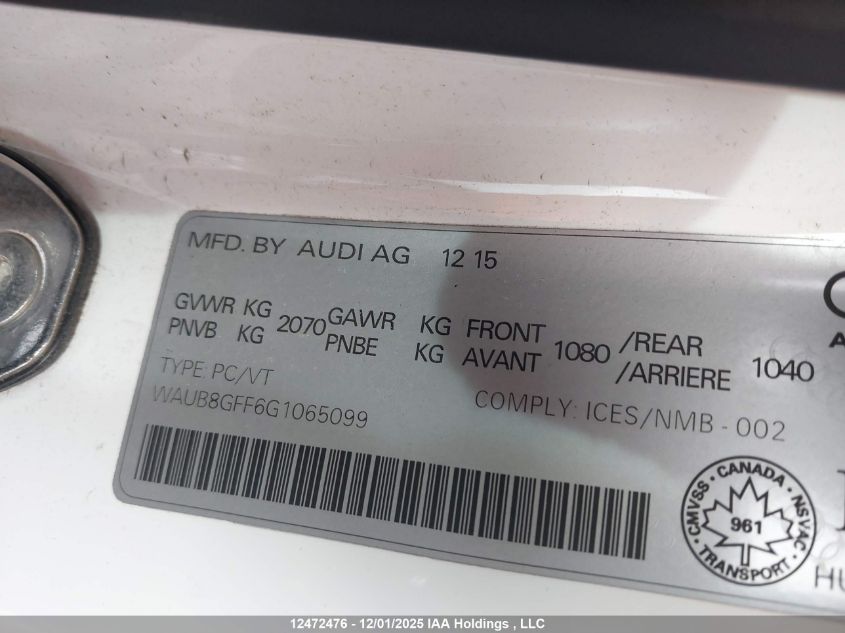 MFD. BY AUDI AG 12 15
GVWR KG 2070 GAWR KG FRONT 1080 /REAR 1040
PNVB KG PNBE KG AVANT /ARRIERE
TYPE: PC/VT
WAUB8GFF6G1065099
COMPLY: ICES/NMB - 002
CMVSS · CANADA · NSVAC ·
961
TRANSPORT
HU
12472476 - 12/01/2025 IAA Holdings , LLC